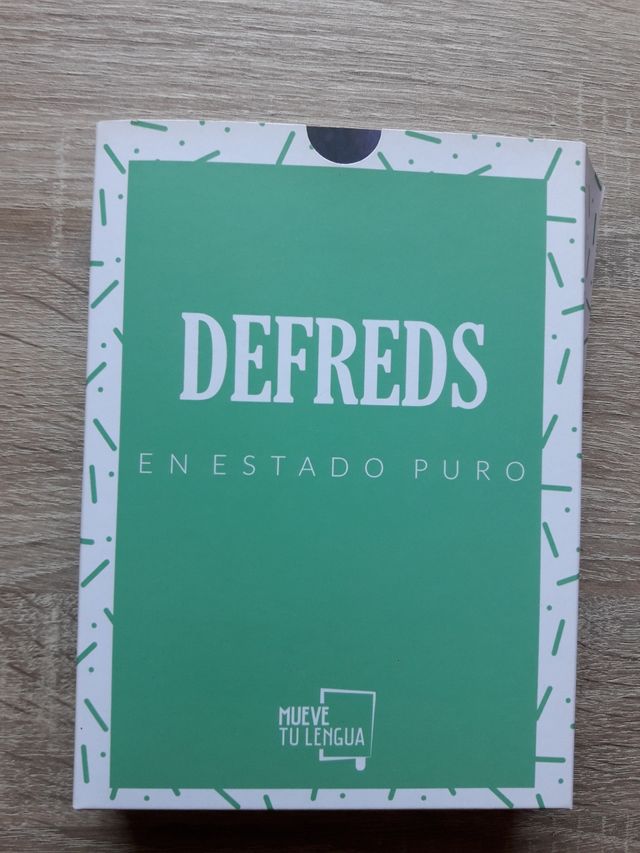 DEFREDS
EN ESTADO PURO
MUEVE
TU LENGUA